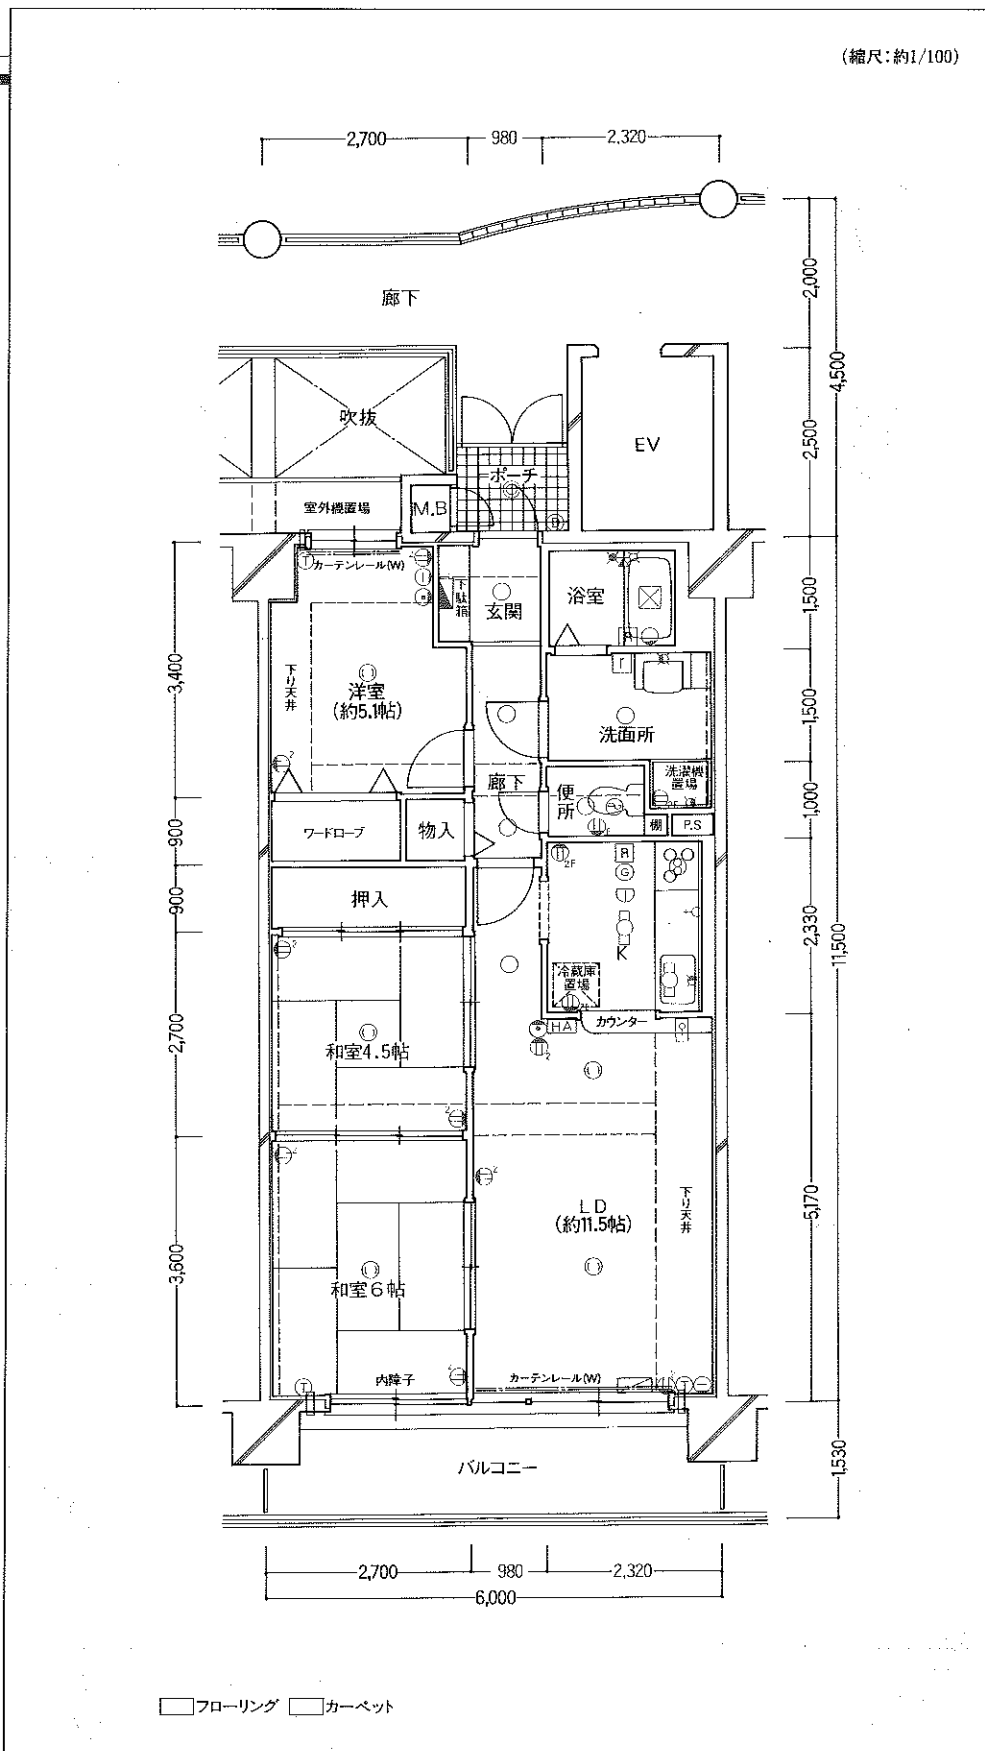 (縮尺:約1/100)
2,700
980
2,320
廊下
2,000
4,500
吹抜
EV
2,500
ポーチ
室外機置場
M.B
カーテンレール(W)
下駄箱
玄関
浴室
1,500
3,400
下り天井
洋室
(約5.1帖)
洗面所
1,500
廊下
便所
洗濯機置場
1,000
900
ワードローブ
物入
棚
P.S
900
押入
K
2,330
11,500
冷蔵庫置場
HA
カウンター
2,700
和室4.5帖
LD
(約11.5帖)
下り天井
5,170
3,600
和室6帖
内障子
カーテンレール(W)
バルコニー
1,530
2,700
980
2,320
6,000
フローリング
カーペット